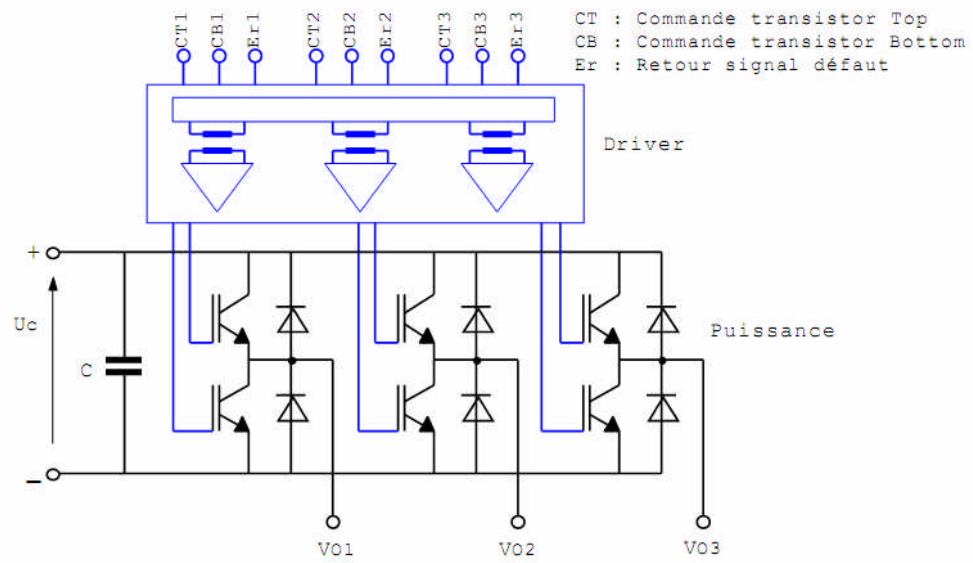 CT1 CB1 Er1 CT2 CB2 Er2 CT3 CB3 Er3
CT : Commande transistor Top
CB : Commande transistor Bottom
Er : Retour signal défaut
Driver
+
Uc
C
Puissance
−
VO1 VO2 VO3